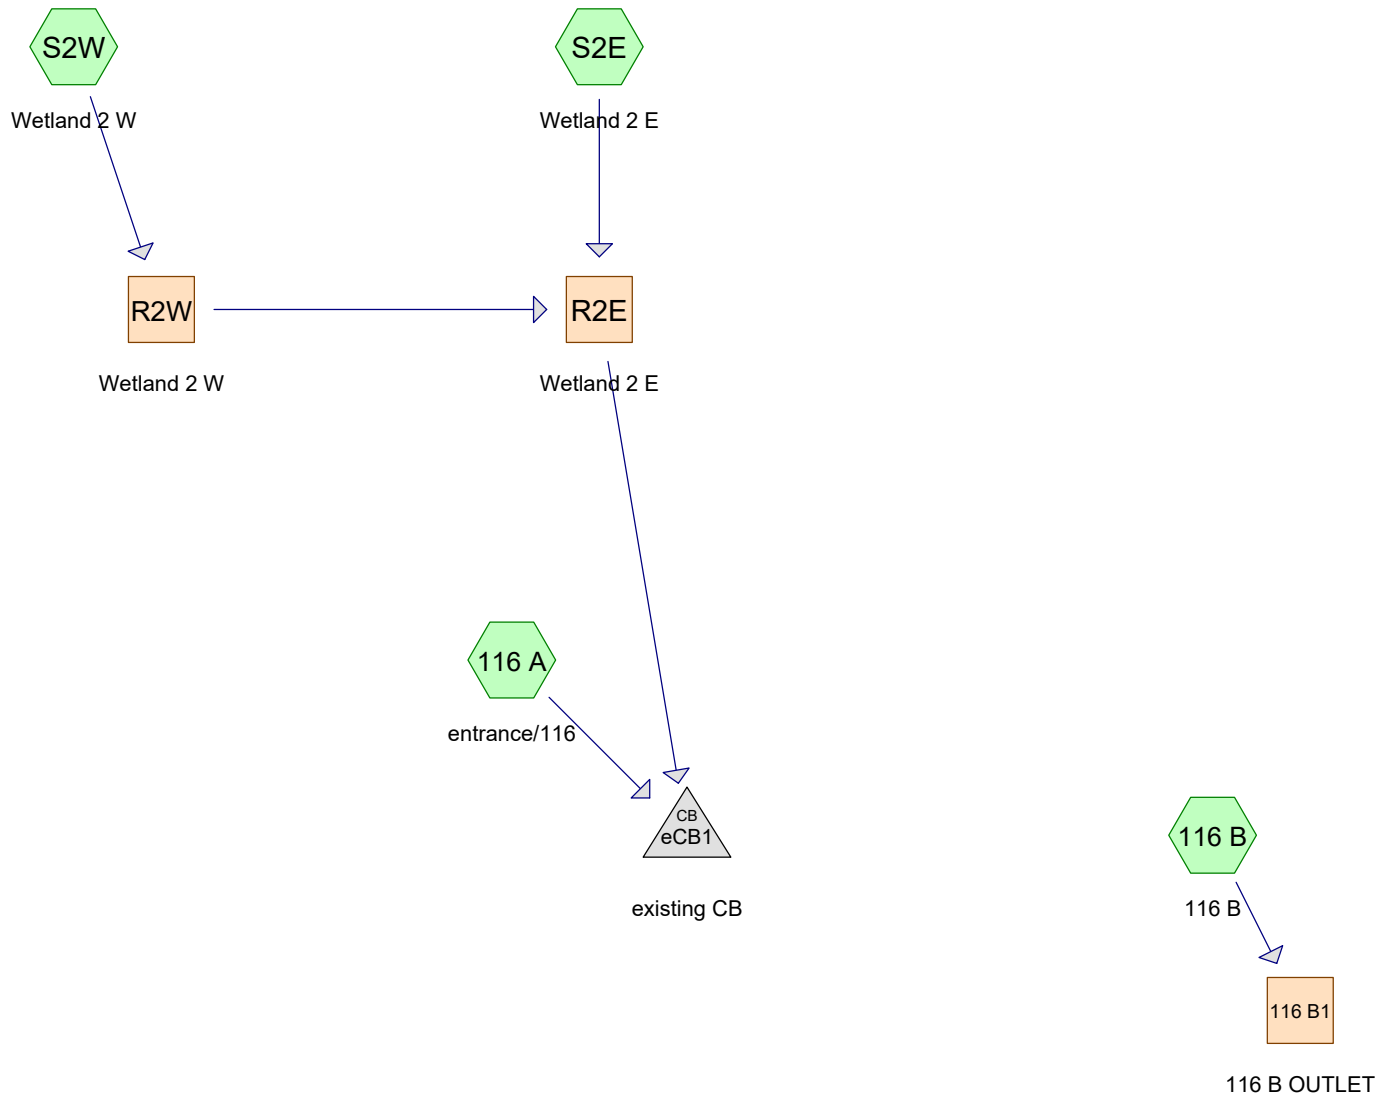 S2W
S2E
Wetland 2 W
Wetland 2 E
R2W
R2E
Wetland 2 W
Wetland 2 E
116 A
entrance/116
CB
eCB1
existing CB
116 B
116 B
116 B1
116 B OUTLET